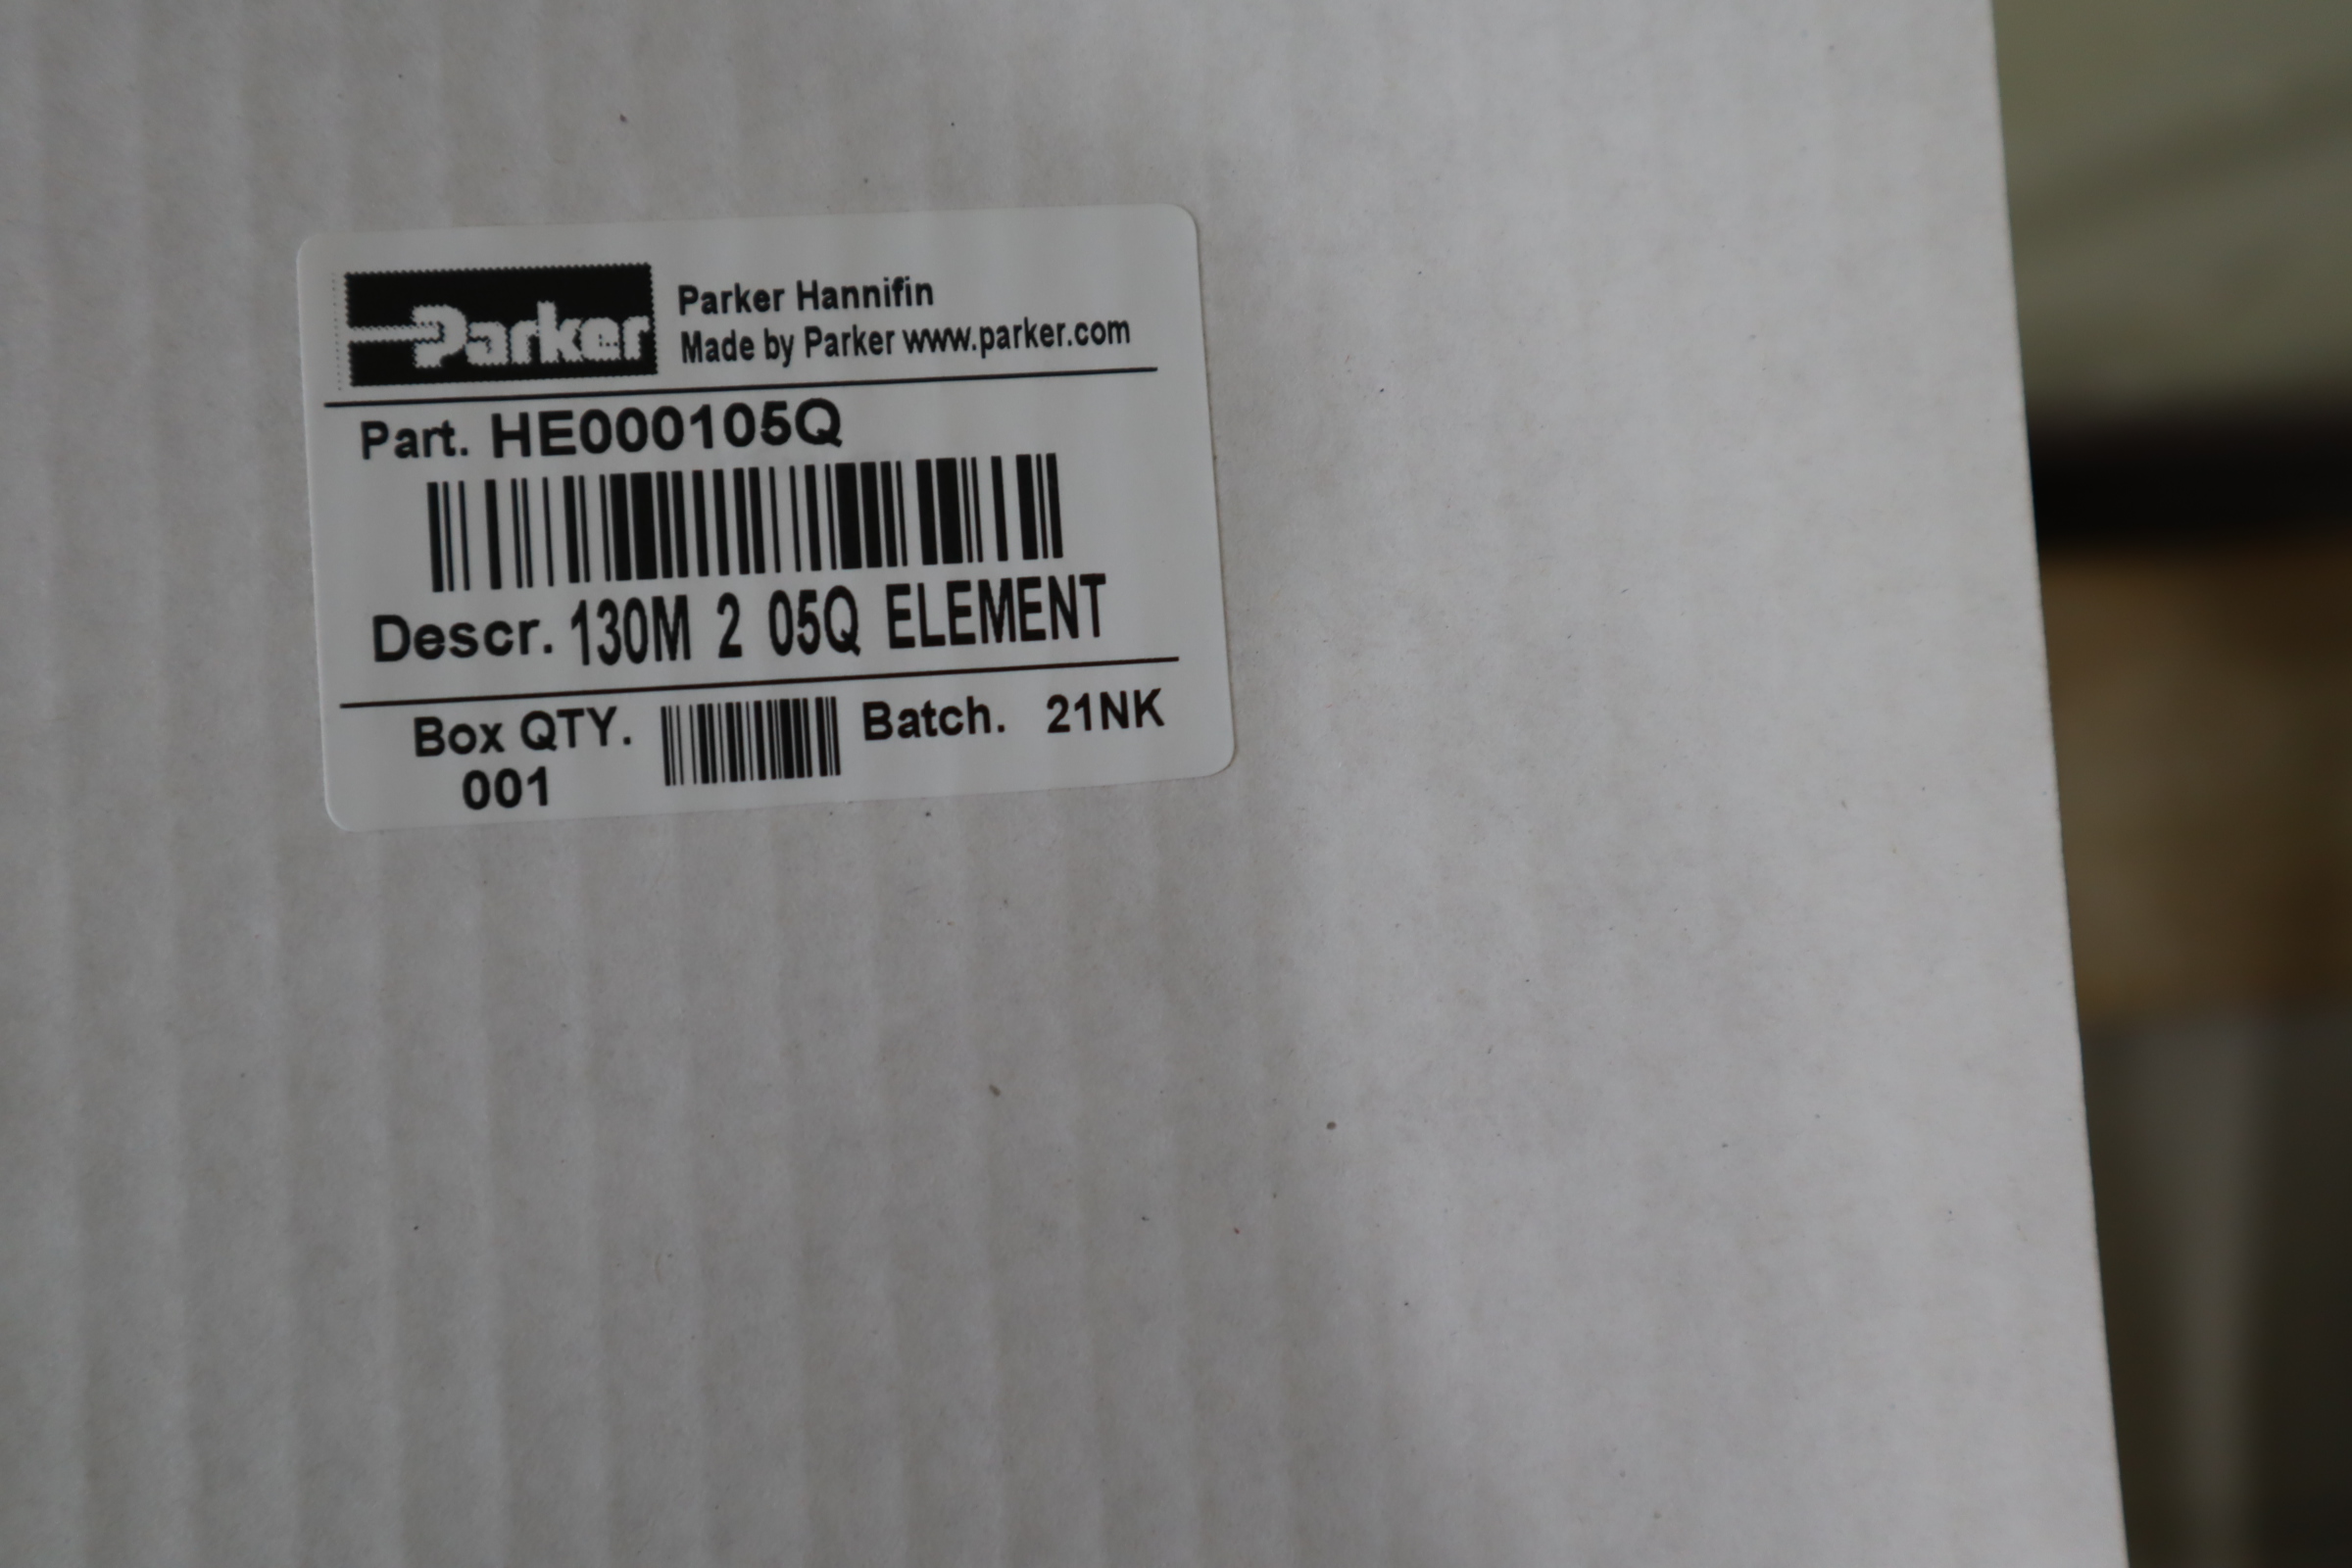 Parker
Parker Hannifin
Made by Parker www.parker.com
Part. HE000105Q
Descr. 130M 2 05Q ELEMENT
Box QTY. Batch. 21NK
001